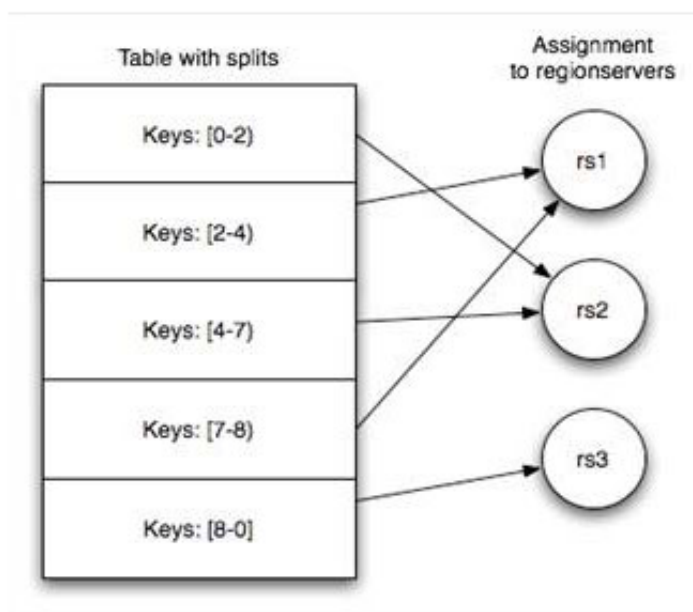 Table with splits
Assignment
to regionservers
Keys: [0-2)
Keys: [2-4)
Keys: [4-7)
Keys: [7-8)
Keys: [8-0]
rs1
rs2
rs3